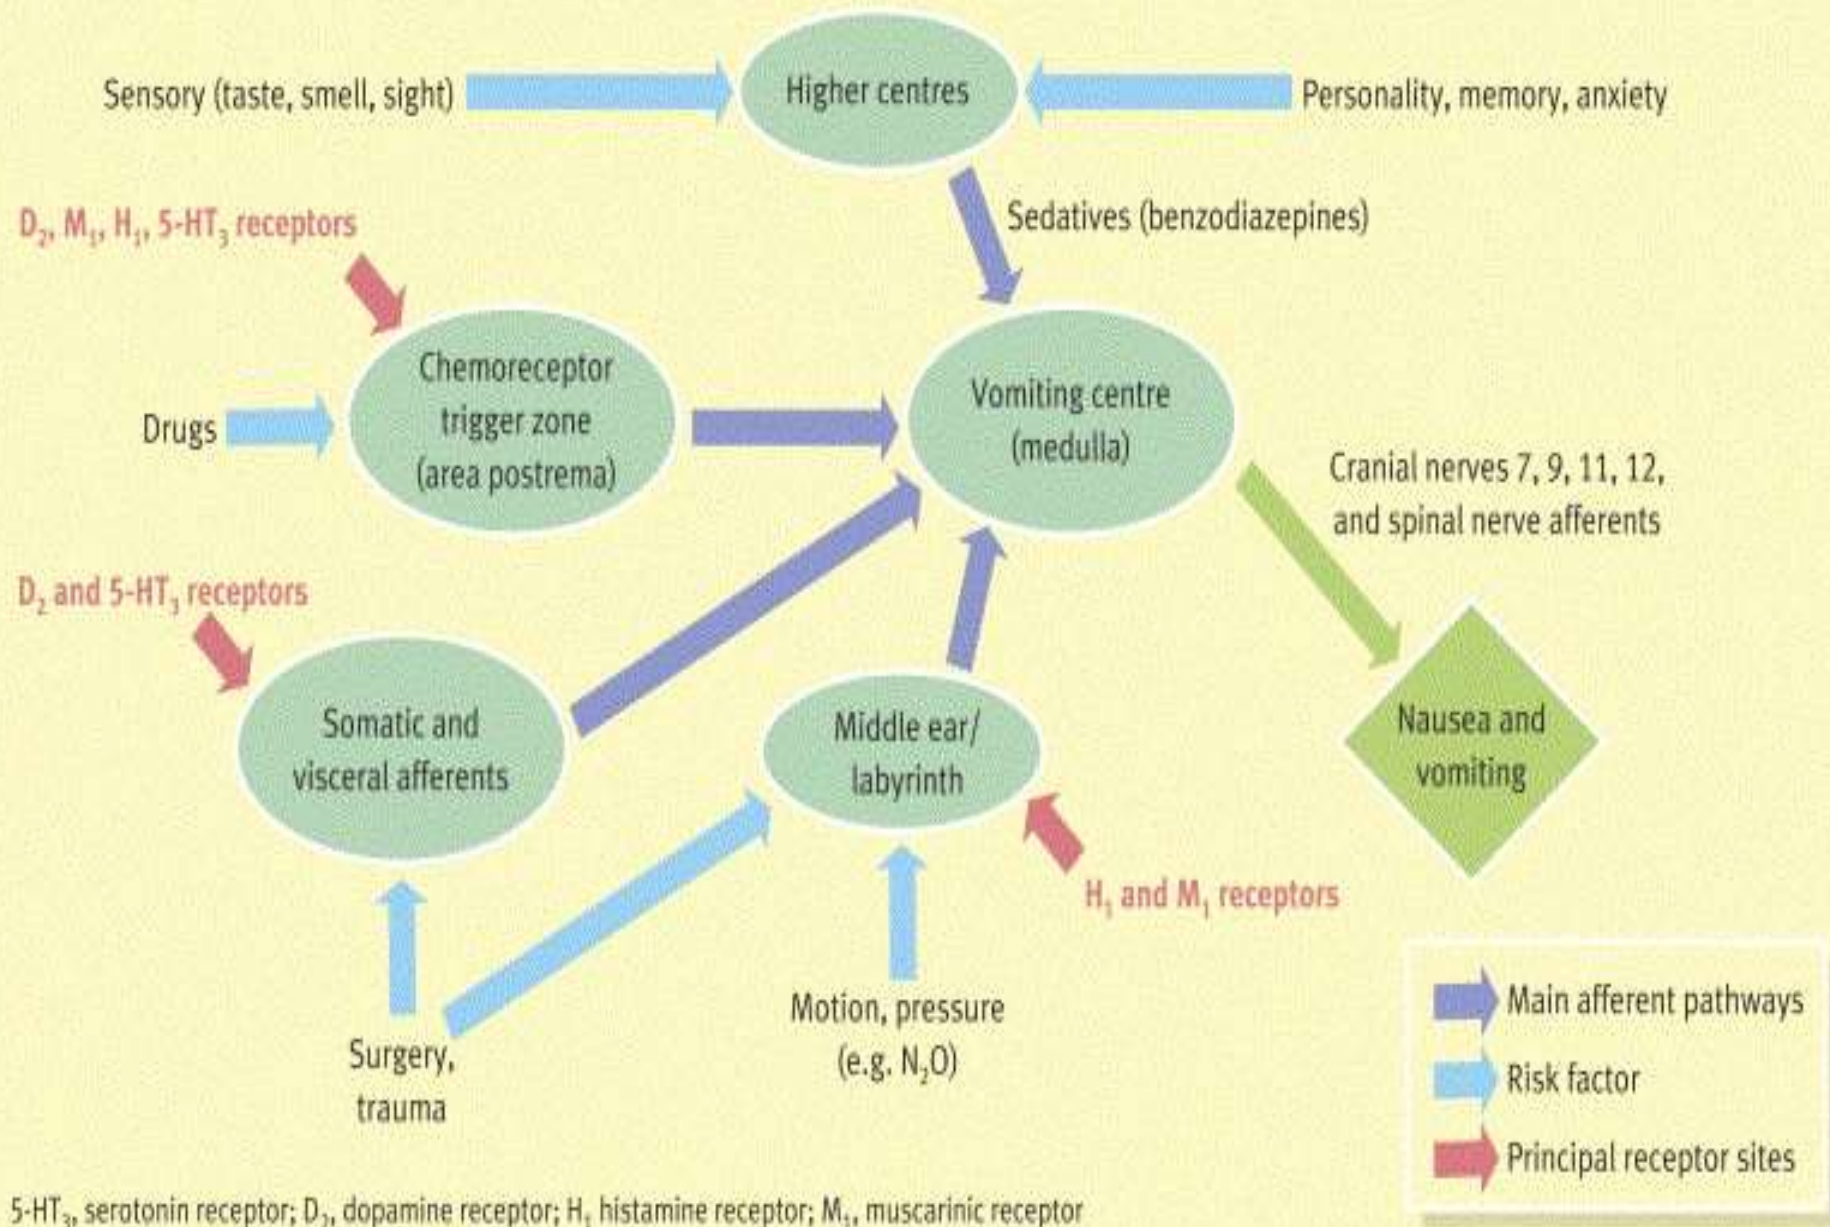 Sensory (taste, smell, sight)
Higher centres
Personality, memory, anxiety
Sedatives (benzodiazepines)
D₂, M₁, H₁, 5-HT₃ receptors
Chemoreceptor
trigger zone
(area postrema)
Drugs
Vomiting centre
(medulla)
Cranial nerves 7, 9, 11, 12,
and spinal nerve afferents
D₂ and 5-HT₃ receptors
Somatic and
visceral afferents
Middle ear/
labyrinth
Nausea and
vomiting
H₁ and M₁ receptors
Surgery,
trauma
Motion, pressure
(e.g. N₂O)
Main afferent pathways
Risk factor
Principal receptor sites
5-HT₃, serotonin receptor; D₂, dopamine receptor; H₁ histamine receptor; M₁, muscarinic receptor